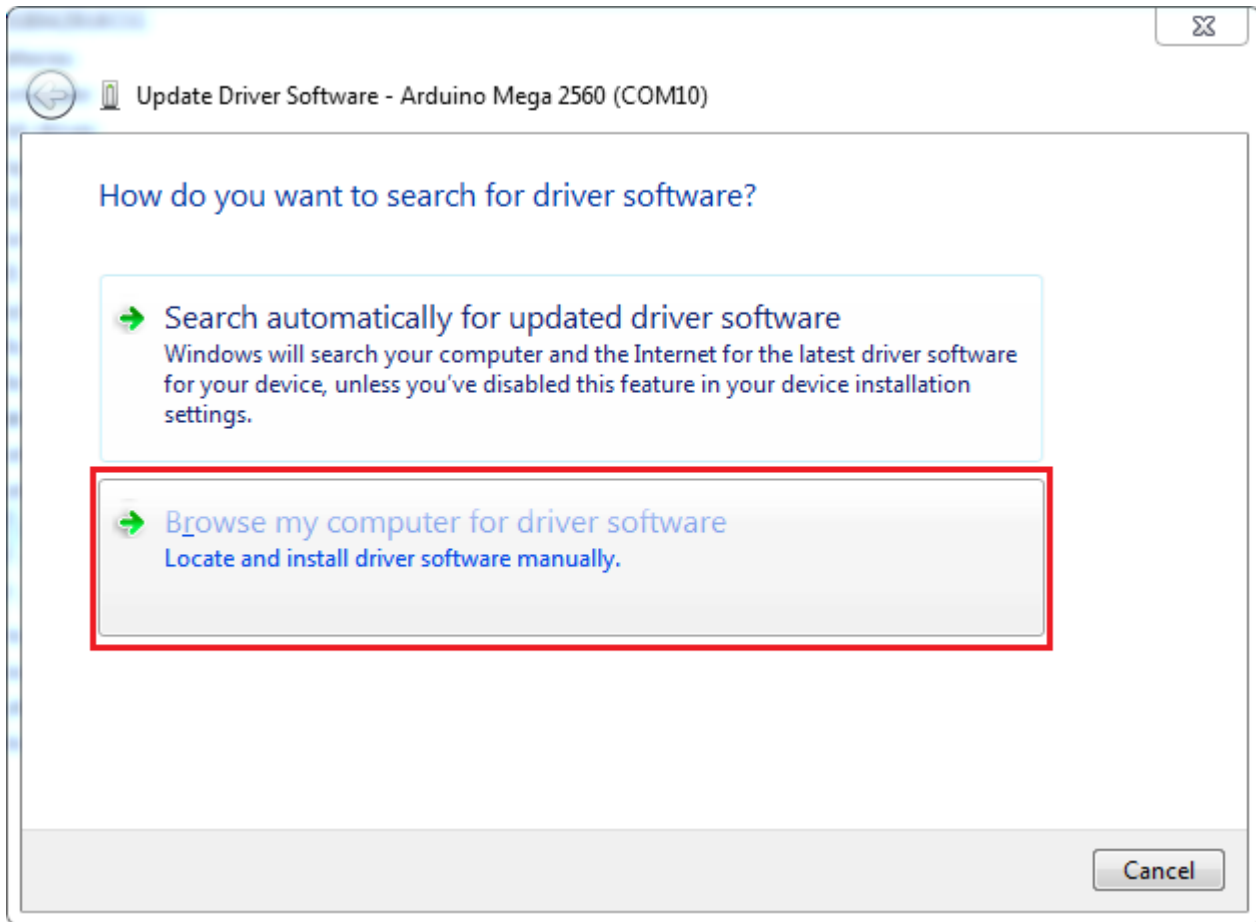 Update Driver Software - Arduino Mega 2560 (COM10)
How do you want to search for driver software?
Search automatically for updated driver software
Windows will search your computer and the Internet for the latest driver software
for your device, unless you've disabled this feature in your device installation
settings.
Browse my computer for driver software
Locate and install driver software manually.
Cancel